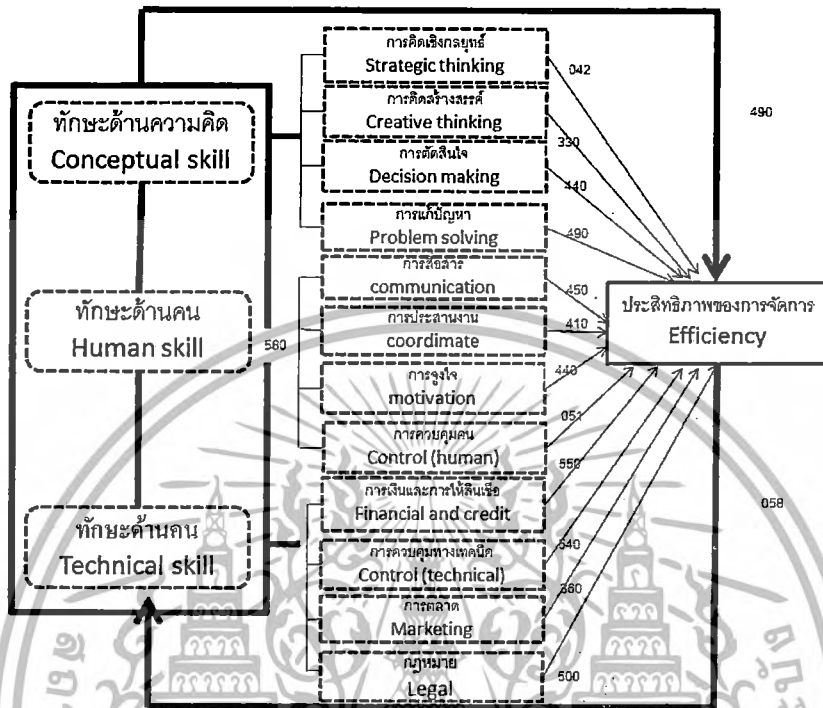 การคิดเชิงกลยุทธ์
Strategic thinking
042
การคิดสร้างสรรค์
Creative thinking
330
การตัดสินใจ
Decision making
440
การแก้ปัญหา
Problem solving
490
การสื่อสาร
communication
450
การประสานงาน
coordimate
410
การจูงใจ
motivation
440
การควบคุมคน
Control (human)
051
การเงินและการให้สินเชื่อ
Financial and credit
550
การควบคุมทางเทคนิค
Control (technical)
640
การตลาด
Marketing
380
กฎหมาย
Legal
500
ทักษะด้านความคิด
Conceptual skill
ทักษะด้านคน
Human skill
580
ทักษะด้านคน
Technical skill
490
ประสิทธิภาพของการจัดการ
Efficiency
058